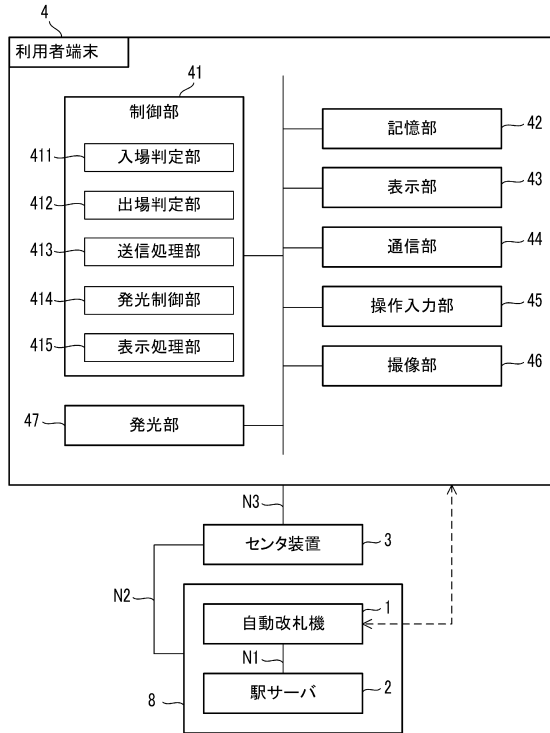 4
利用者端末
41
制御部
411
入場判定部
412
出場判定部
413
送信処理部
414
発光制御部
415
表示処理部
47
発光部
記憶部
42
表示部
43
通信部
44
操作入力部
45
撮像部
46
N3
センタ装置
3
N2
自動改札機
1
N1
駅サーバ
2
8